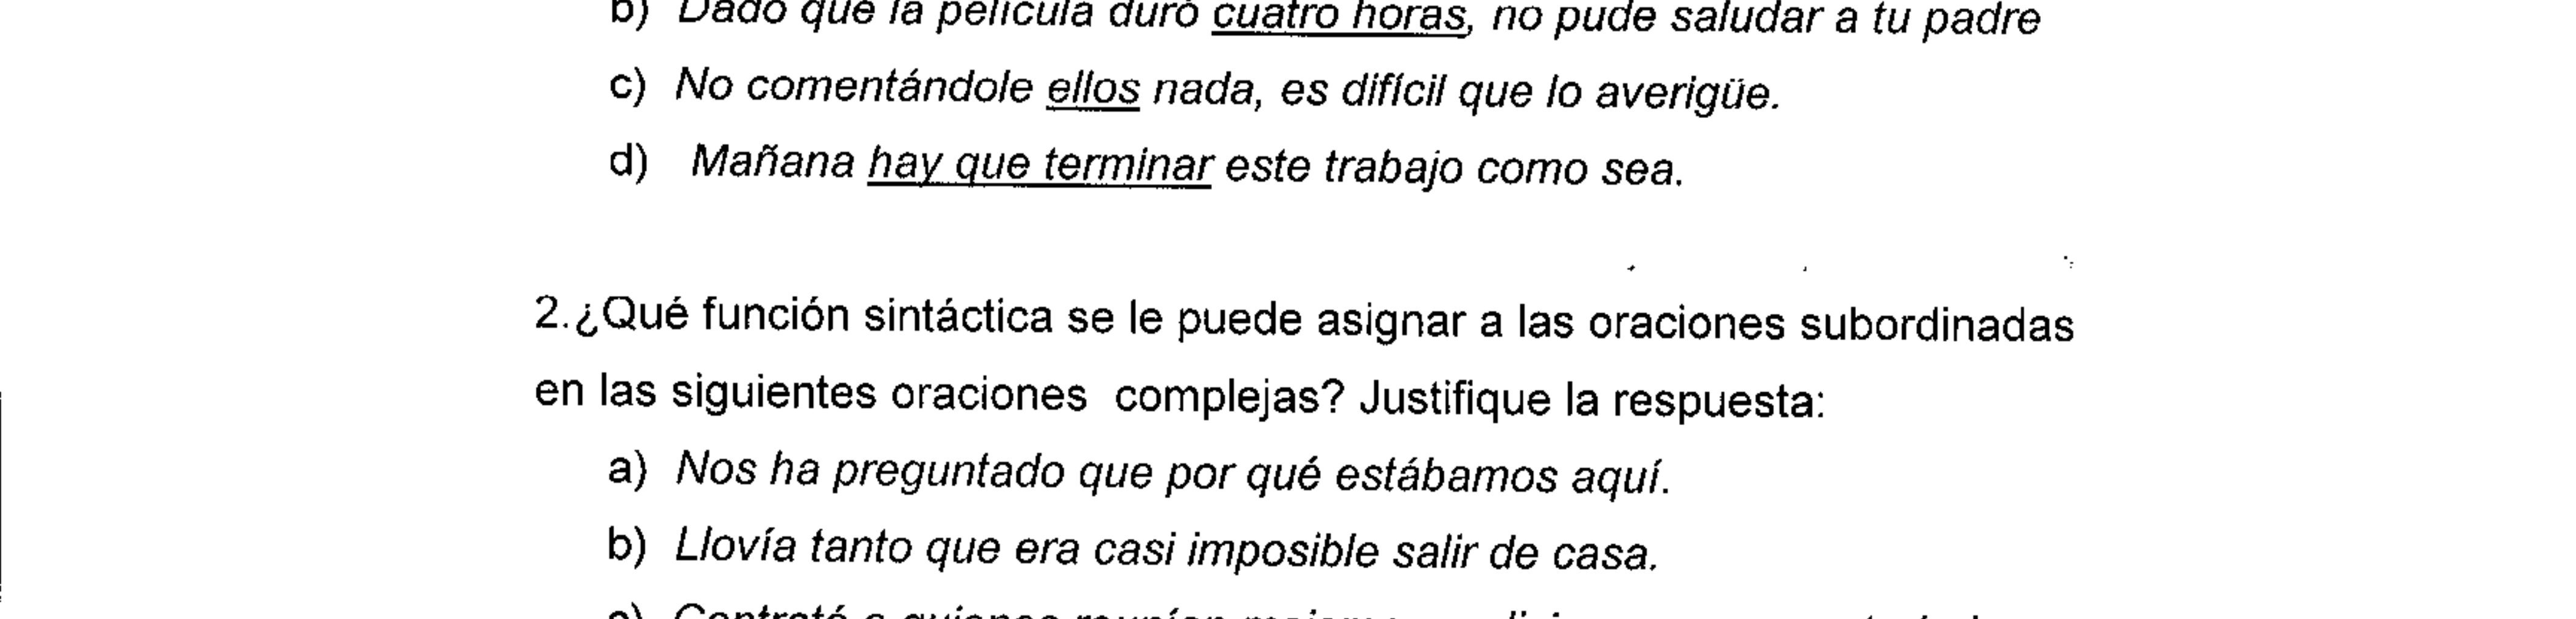 b) Dado que la película duró cuatro horas, no pude saludar a tu padre
c) No comentándole ellos nada, es difícil que lo averigüe.
d) Mañana hay que terminar este trabajo como sea.
2.¿Qué función sintáctica se le puede asignar a las oraciones subordinadas
en las siguientes oraciones complejas? Justifique la respuesta:
a) Nos ha preguntado que por qué estábamos aquí.
b) Llovía tanto que era casi imposible salir de casa.
c) Contraté a quienes reunían